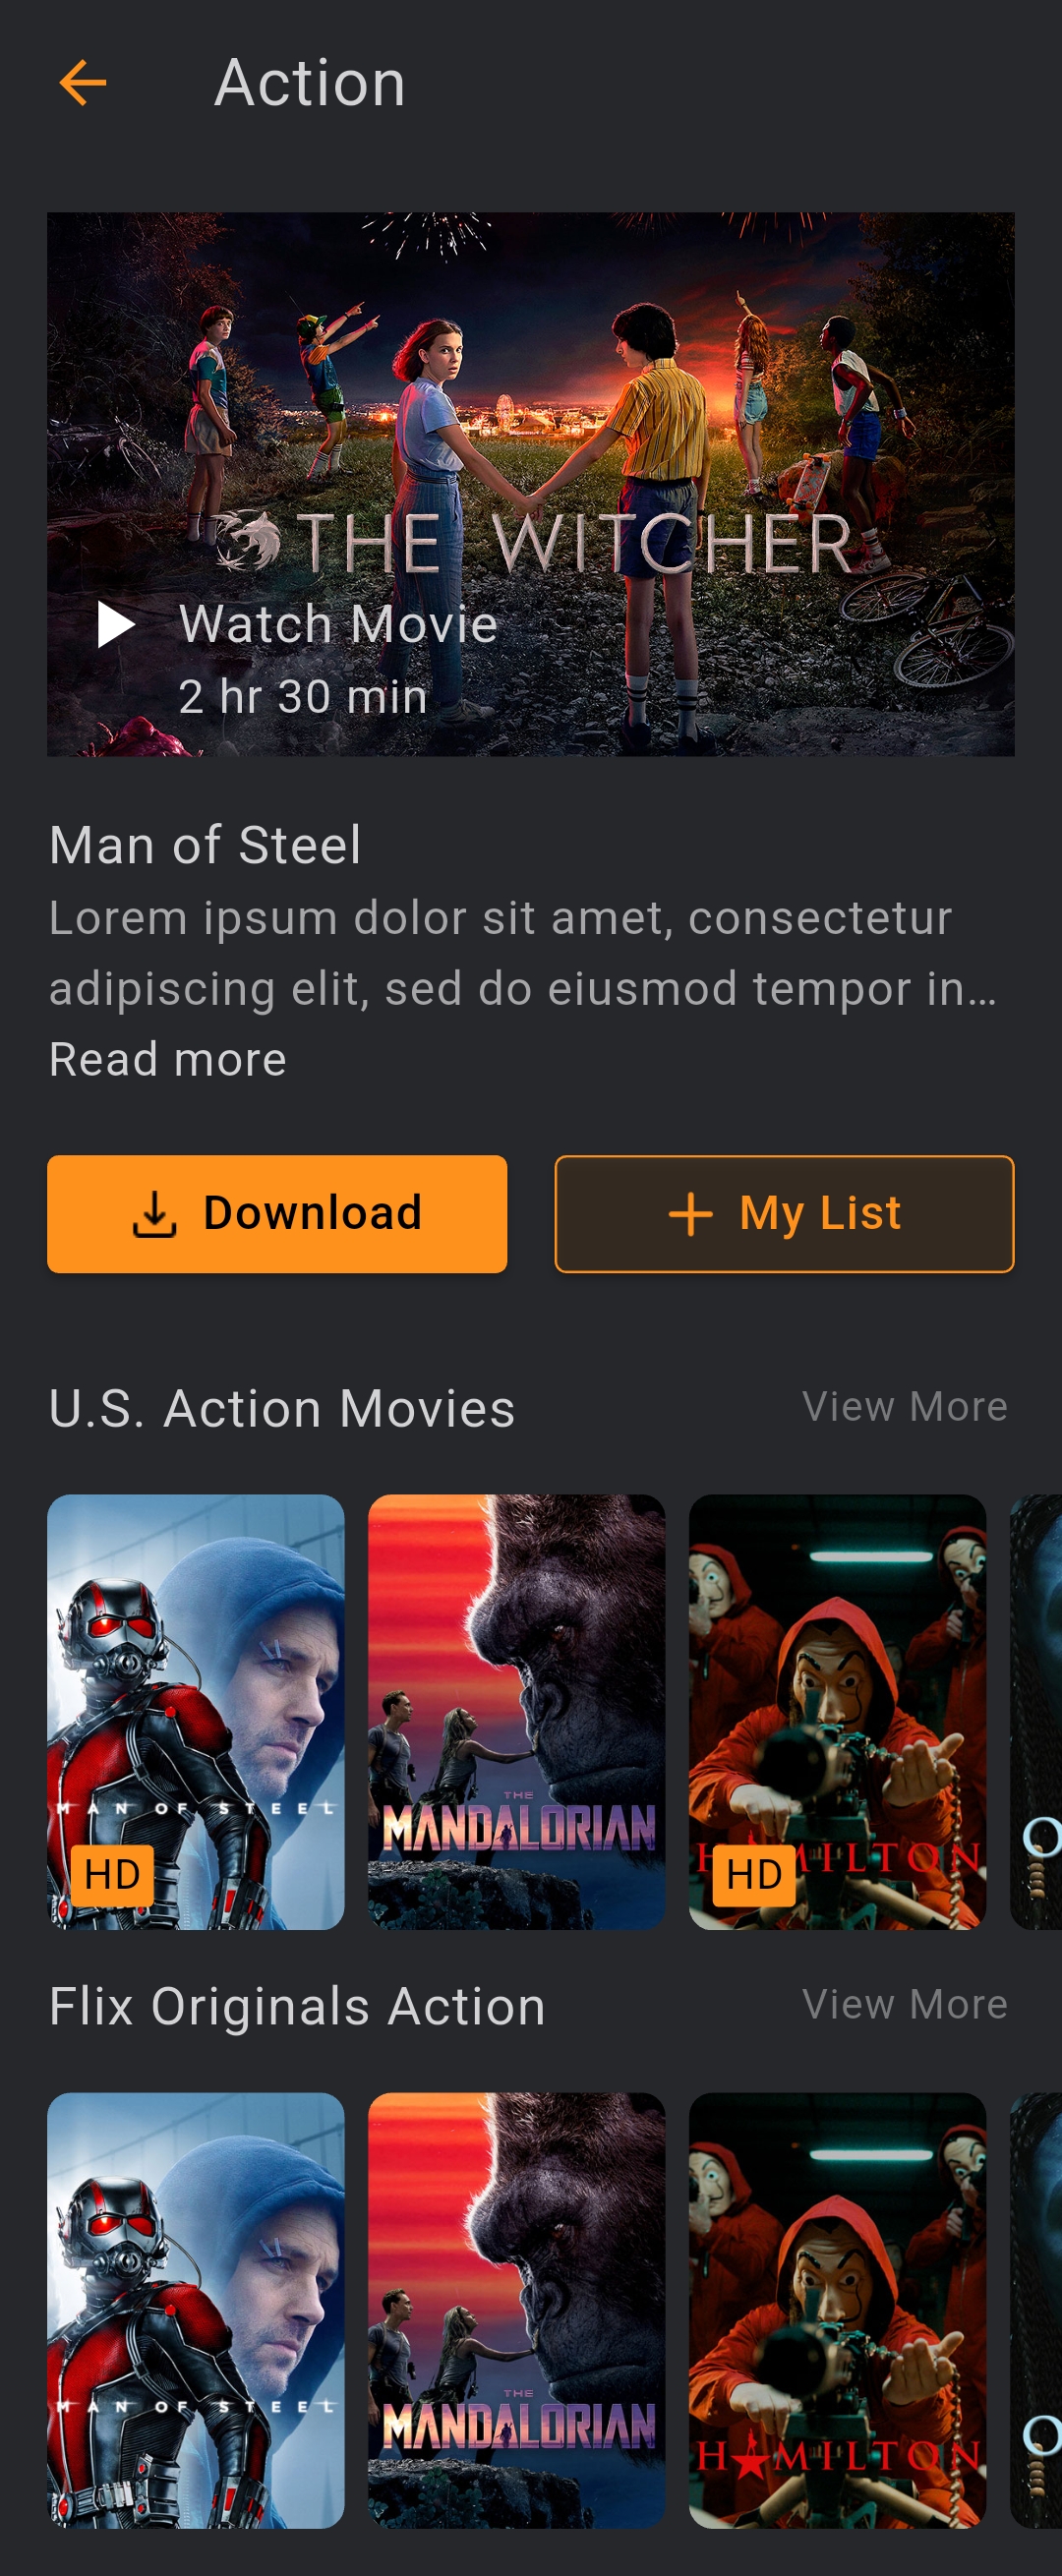 Action
THE WITCHER
Watch Movie
2 hr 30 min
Man of Steel
Lorem ipsum dolor sit amet, consectetur
adipiscing elit, sed do eiusmod tempor in...
Read more
Download
My List
U.S. Action Movies
View More
MAN OF STEEL
HD
THE
MANDALORIAN
HD
Flix Originals Action
View More
MAN OF STEEL
THE
MANDALORIAN
H★MILTON